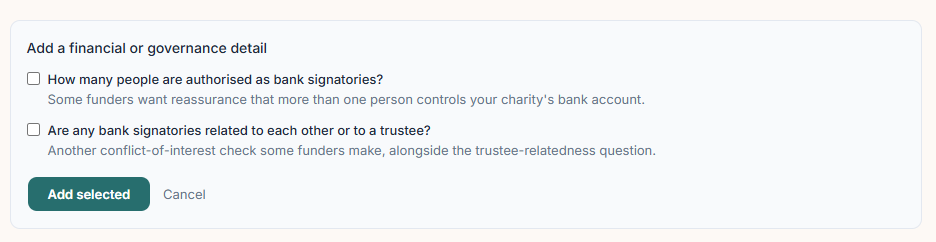 Add a financial or governance detail
How many people are authorised as bank signatories?
Some funders want reassurance that more than one person controls your charity's bank account.
Are any bank signatories related to each other or to a trustee?
Another conflict-of-interest check some funders make, alongside the trustee-relatedness question.
Add selected Cancel